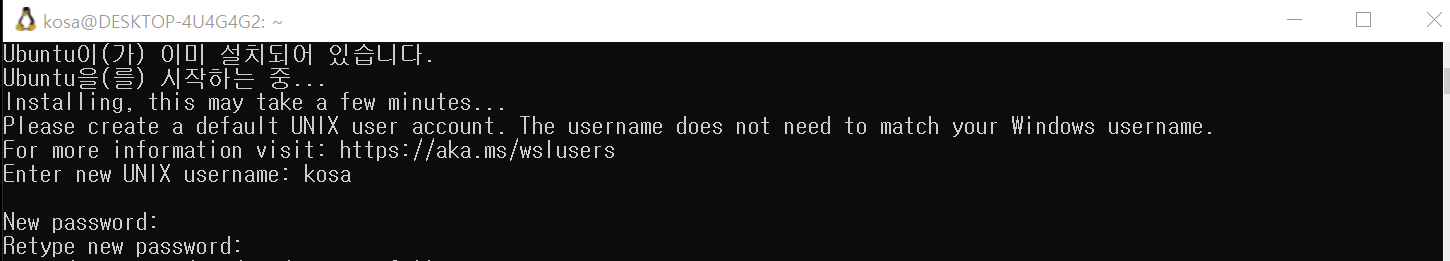 kosa@DESKTOP-4U4G4G2: ~
Ubuntu이(가) 이미 설치되어 있습니다.
Ubuntu을(를) 시작하는 중...
Installing, this may take a few minutes...
Please create a default UNIX user account. The username does not need to match your Windows username.
For more information visit: https://aka.ms/wslusers
Enter new UNIX username: kosa
New password:
Retype new password: